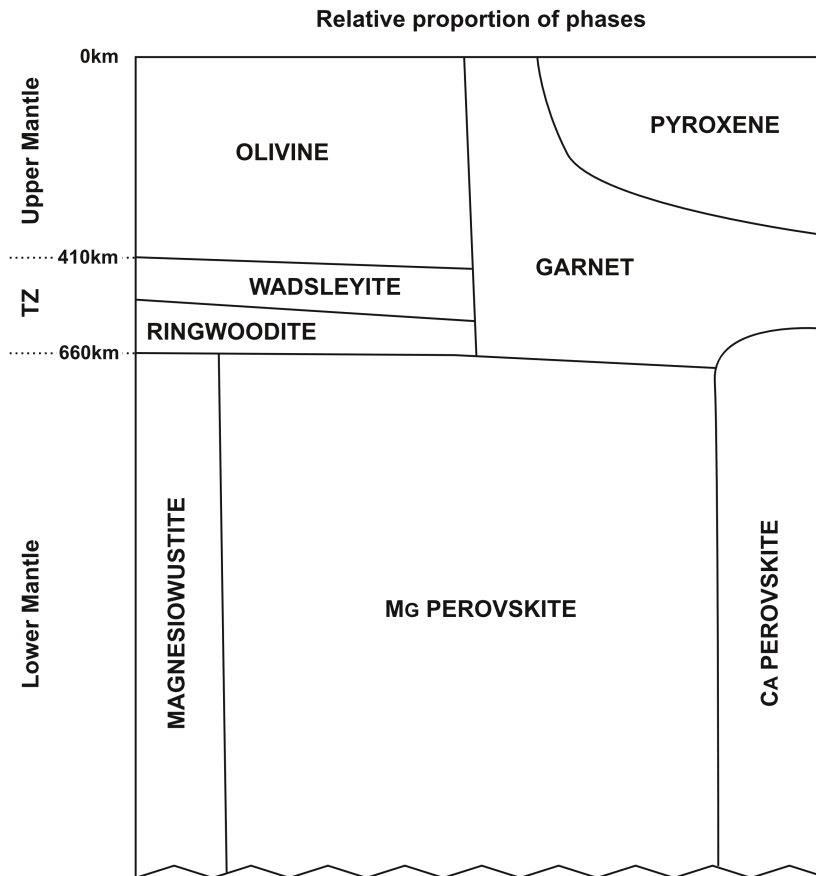 Relative proportion of phases
0km
Upper Mantle
PYROXENE
OLIVINE
410km
GARNET
TZ
WADSLEYITE
RINGWOODITE
660km
Lower Mantle
MAGNESIOWUSTITE
MG PEROVSKITE
CA PEROVSKITE